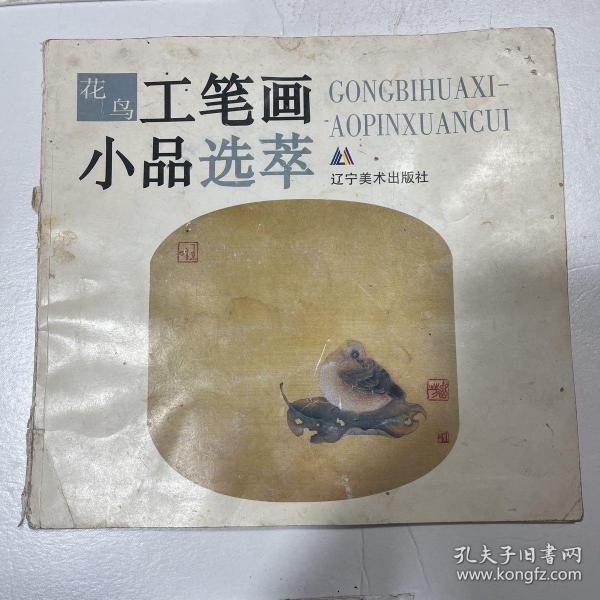 花鸟
工笔画
小品选萃
GONGBIHUAXI-
AOPINXUANCUI
辽宁美术出版社
孔夫子旧书网
www.kongfz.com